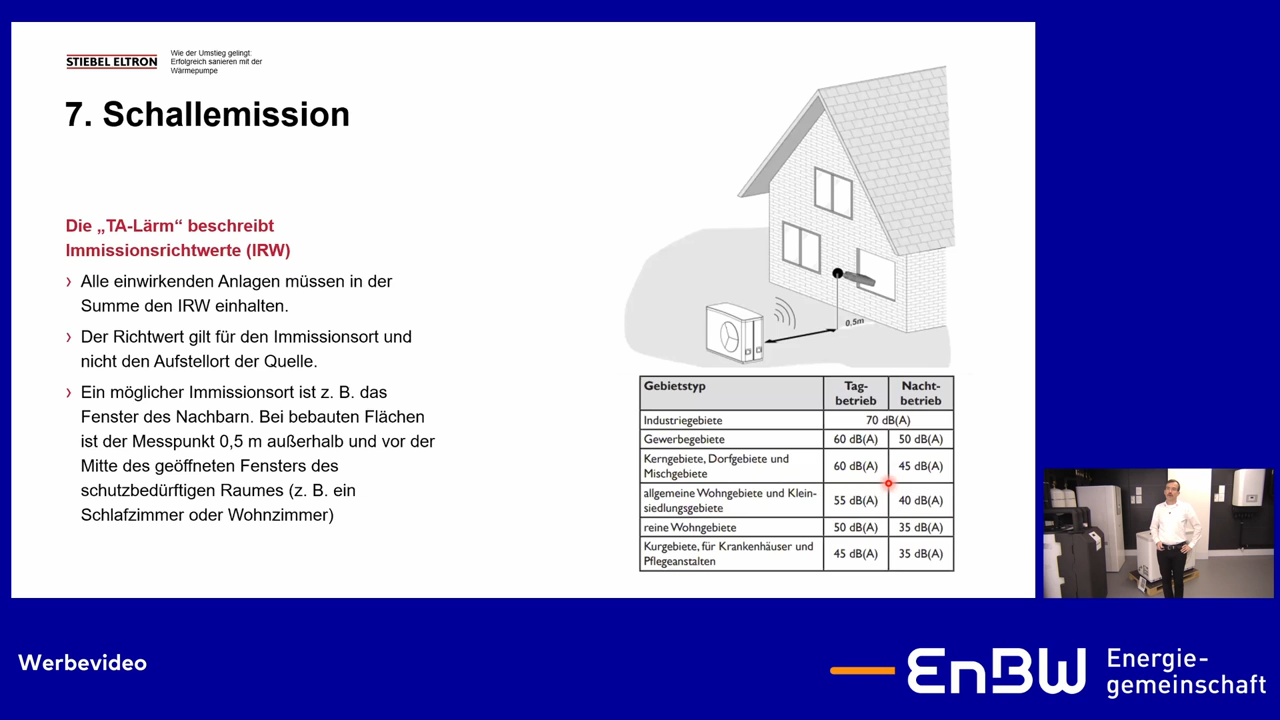 STIEBEL ELTRON
Wie der Umstieg gelingt:
Erfolgreich sanieren mit der
Wärmepumpe
7. Schallemission
Die „TA-Lärm“ beschreibt
Immissionsrichtwerte (IRW)
› Alle einwirkenden Anlagen müssen in der
Summe den IRW einhalten.
› Der Richtwert gilt für den Immissionsort und
nicht den Aufstellort der Quelle.
› Ein möglicher Immissionsort ist z. B. das
Fenster des Nachbarn. Bei bebauten Flächen
ist der Messpunkt 0,5 m außerhalb und vor der
Mitte des geöffneten Fensters des
schutzbedürftigen Raumes (z. B. ein
Schlafzimmer oder Wohnzimmer)
0,5m
Gebietstyp Tag- Nacht-
betrieb betrieb
Industriegebiete 70 dB(A)
Gewerbegebiete 60 dB(A) 50 dB(A)
Kerngebiete, Dorfgebiete und
Mischgebiete 60 dB(A) 45 dB(A)
allgemeine Wohngebiete und Klein-
siedlungsgebiete 55 dB(A) 40 dB(A)
reine Wohngebiete 50 dB(A) 35 dB(A)
Kurgebiete, für Krankenhäuser und
Pflegeanstalten 45 dB(A) 35 dB(A)
Werbevideo
EnBW
Energie-
gemeinschaft